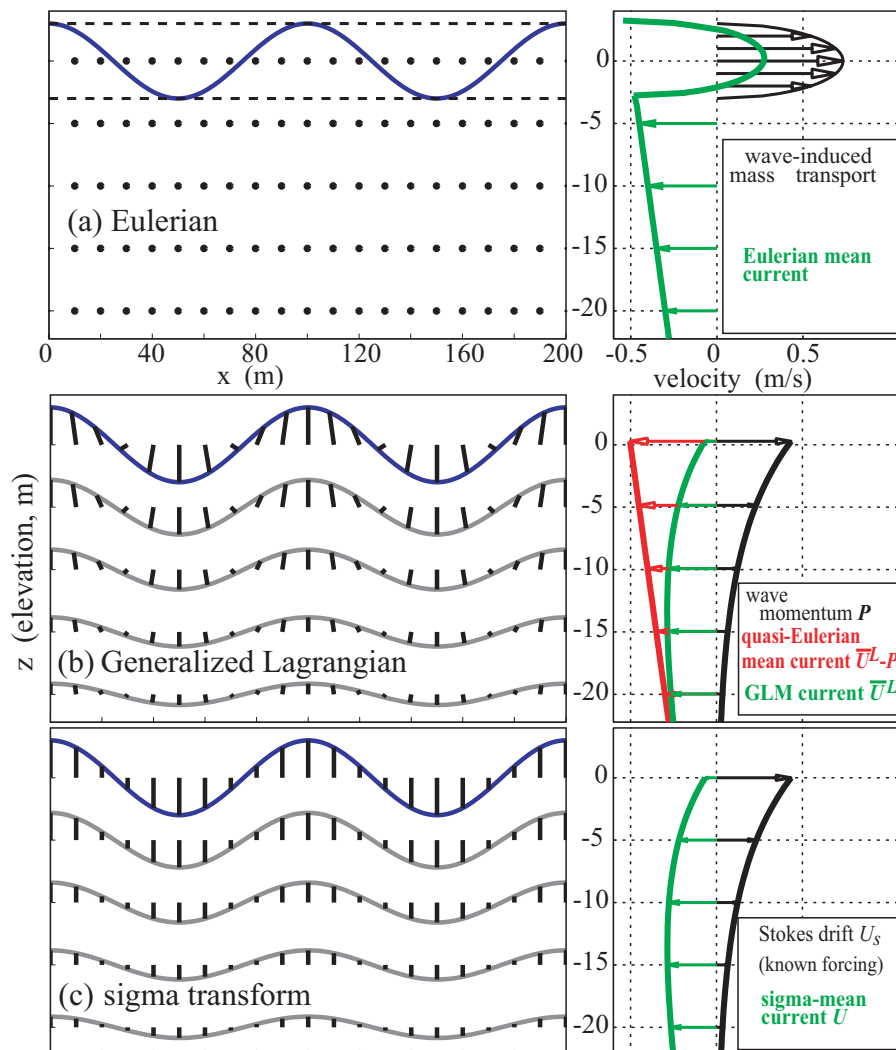 0
-5
-10
-15
-20
(a) Eulerian
wave-induced
mass transport
Eulerian mean
current
0 40 80 120 160 200
x (m)
-0.5 0 0.5
velocity (m/s)
z (elevation, m)
0
-5
-10
-15
-20
(b) Generalized Lagrangian
wave
momentum P
quasi-Eulerian
mean current U̅ᴸ-P
GLM current U̅ᴸ
0
-5
-10
-15
-20
(c) sigma transform
Stokes drift Uₛ
(known forcing)
sigma-mean
current U